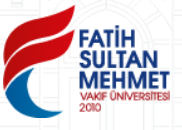 FATİH
SULTAN
MEHMET
VAKIF ÜNİVERSİTESİ
2010